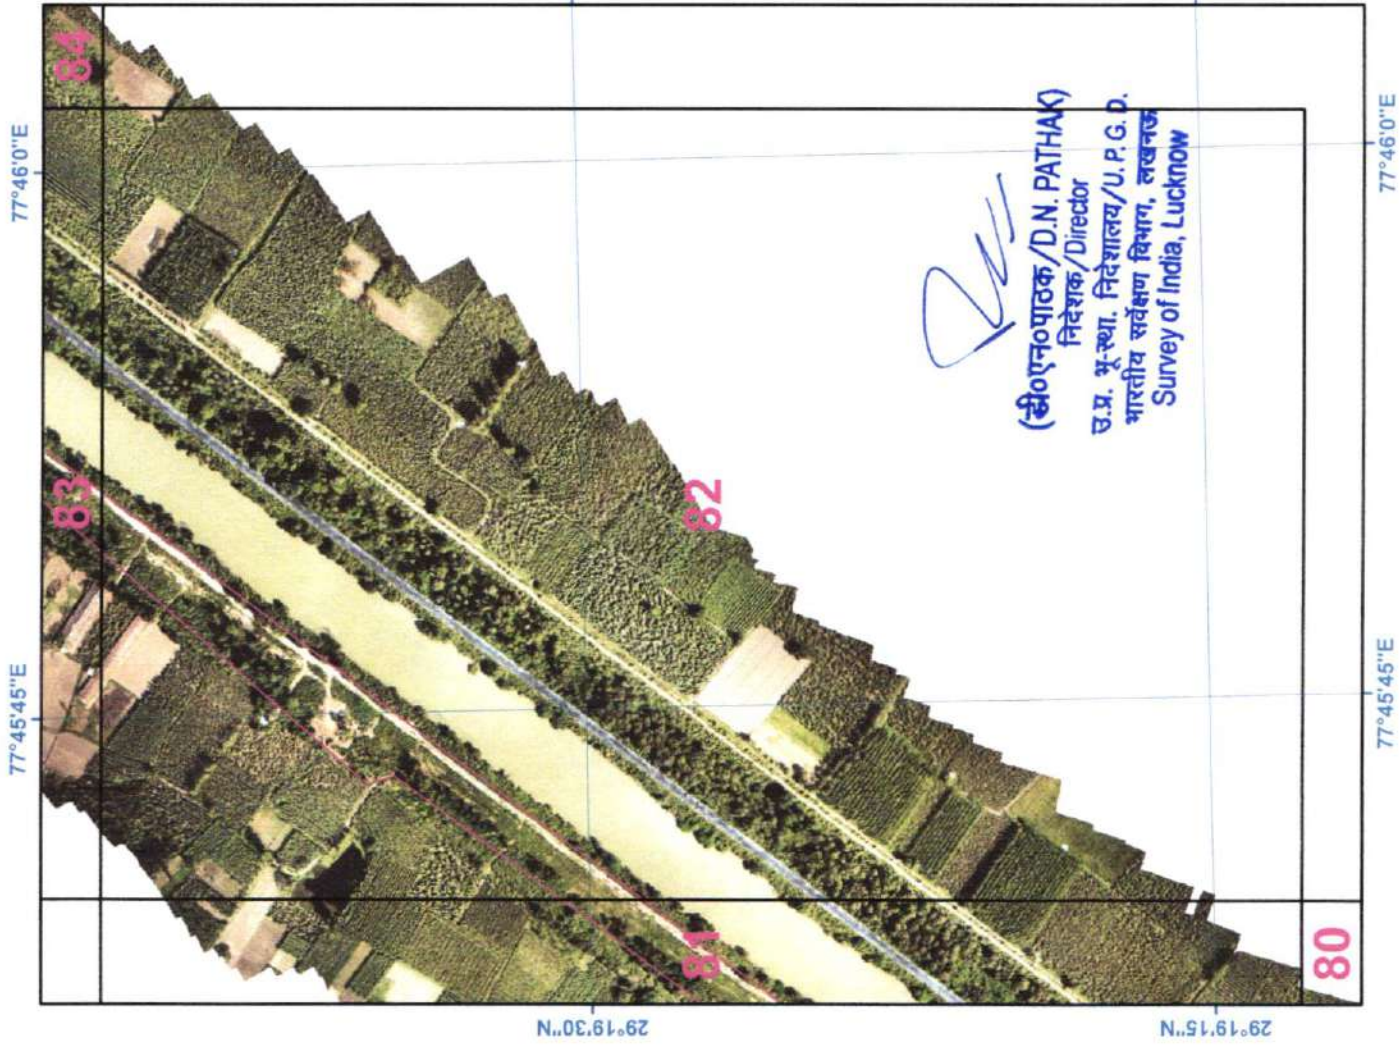 77°45'45"E
77°46'0"E
83
84
29°19'30"N
81
82
(डी०एन०पाठक/D.N. PATHAK)
निदेशक/Director
उ.प्र. भू-स्था. निदेशालय/U.P.G.D.
भारतीय सर्वेक्षण विभाग, लखनऊ
Survey of India, Lucknow
29°19'15"N
80
77°45'45"E
77°46'0"E